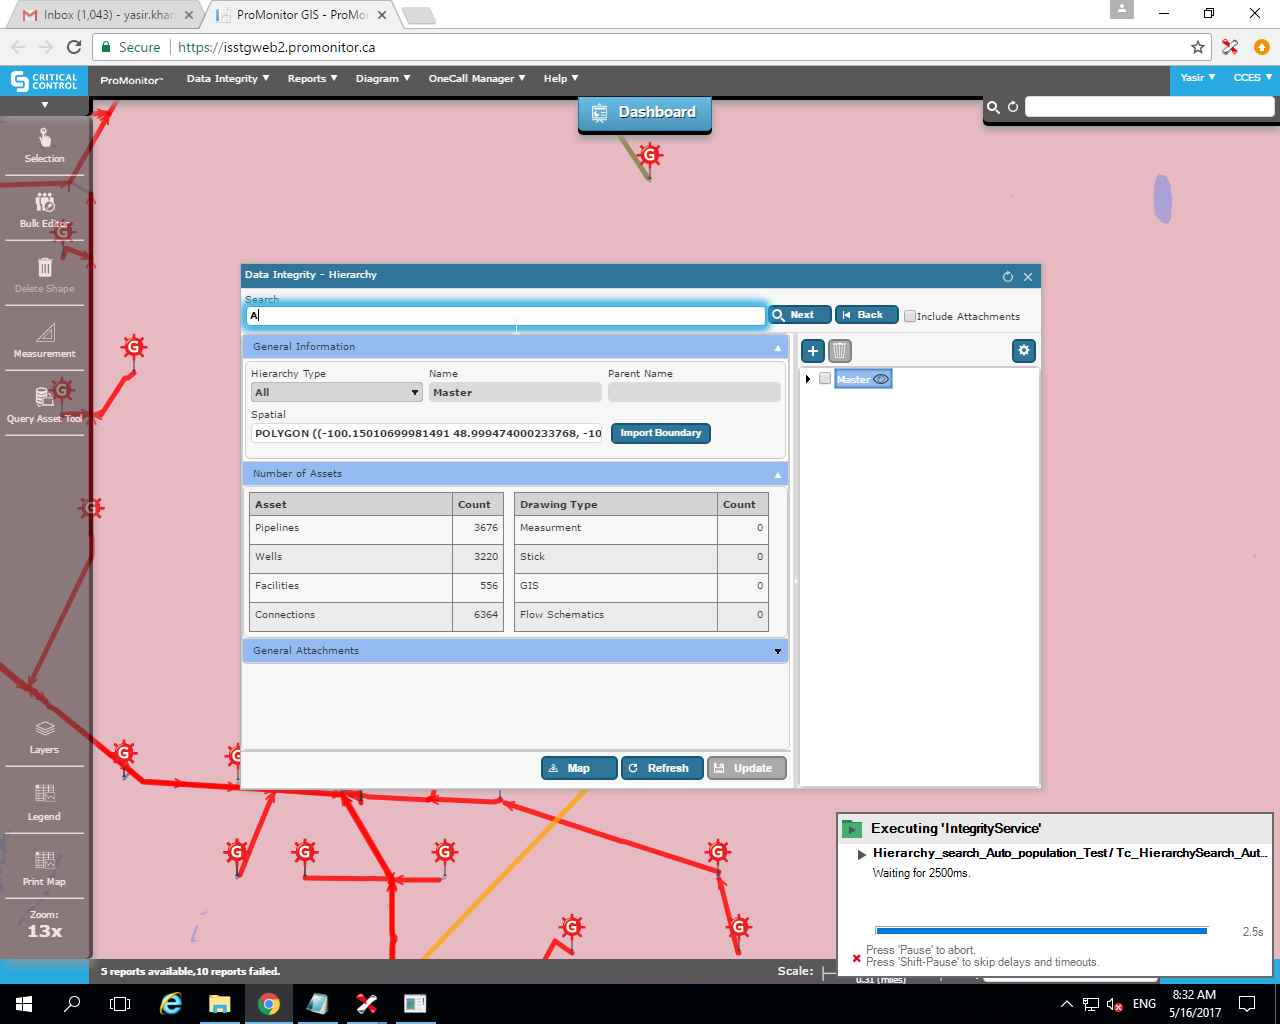 Inbox (1,043) - yasir.khan
ProMonitor GIS - ProMo
Secure
https://isstgweb2.promonitor.ca
CRITICAL CONTROL
ProMonitor™
Data Integrity ▼
Reports ▼
Diagram ▼
OneCall Manager ▼
Help ▼
Yasir ▼
CCES ▼
Dashboard
Selection
Bulk Editor
Delete Shape
Measurement
Query Asset Tool
Layers
Legend
Print Map
Zoom:
13x
Data Integrity - Hierarchy
Search
A
Next
Back
Include Attachments
General Information
Hierarchy Type
Name
Parent Name
All
Master
Spatial
POLYGON ((-100.15010699981491 48.999474000233768, -10
Import Boundary
Master
Number of Assets
Asset Count
Drawing Type Count
Pipelines 3676
Measurment 0
Wells 3220
Stick 0
Facilities 556
GIS 0
Connections 6364
Flow Schematics 0
General Attachments
Map
Refresh
Update
G
G
G
G
G
G
G
G
G
G
G
G
G
Executing 'IntegrityService'
Hierarchy_search_Auto_population_Test / Tc_HierarchySearch_Aut...
Waiting for 2500ms.
2.5s
Press 'Pause' to abort.
Press 'Shift-Pause' to skip delays and timeouts.
5 reports available,10 reports failed.
Scale:
0.31 (miles)
ENG
8:32 AM
5/16/2017